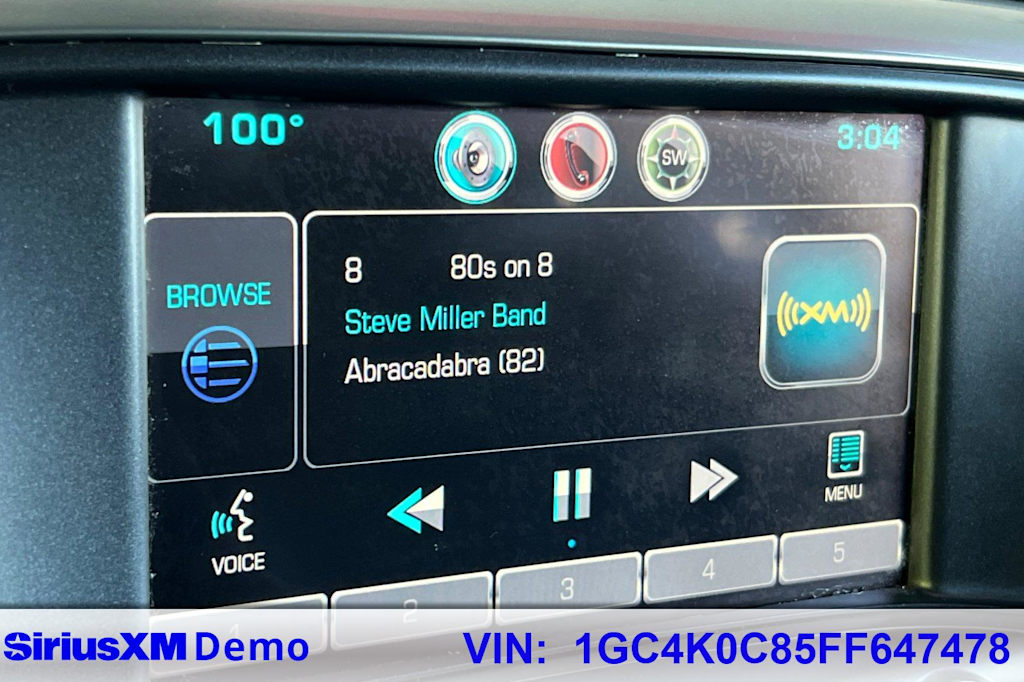 100°
SW
3:04
BROWSE
8 80s on 8
Steve Miller Band
Abracadabra (82)
((XM))
VOICE
MENU
1 2 3 4 5
SiriusXM Demo
VIN: 1GC4K0C85FF647478